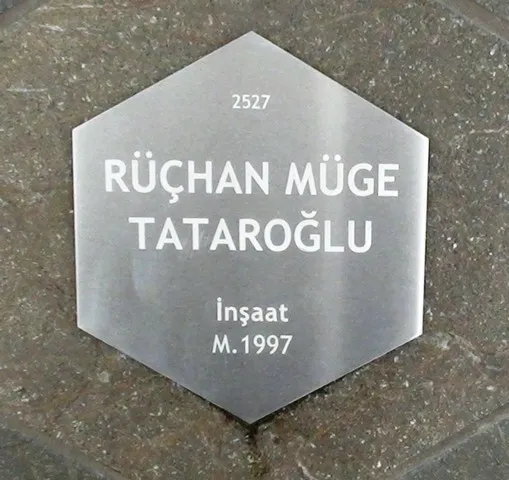 2527
RÜÇHAN MÜGE
TATAROĞLU
İnşaat
M.1997